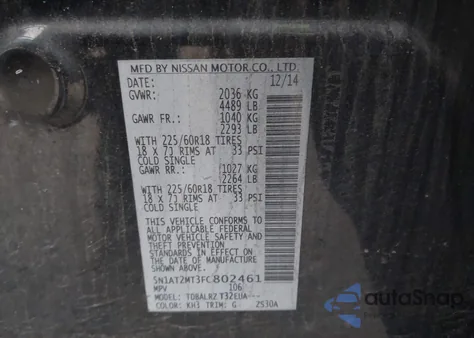 MFD BY NISSAN MOTOR CO., LTD.
DATE: 12/14
GVWR: 2036 KG
4489 LB
GAWR FR.: 1040 KG
2293 LB
WITH 225/60R18 TIRES
18 X 7J RIMS AT 33 PSI
COLD SINGLE
GAWR RR.: 1027 KG
2264 LB
WITH 225/60R18 TIRES
18 X 7J RIMS AT 33 PSI
COLD SINGLE
THIS VEHICLE CONFORMS TO
ALL APPLICABLE FEDERAL
MOTOR VEHICLE SAFETY AND
THEFT PREVENTION
STANDARDS IN EFFECT ON
THE DATE OF MANUFACTURE
SHOWN ABOVE.
5N1AT2MT3FC802461
MPV 106
MODEL: TDBALRZ T32EUA---
COLOR: KH3 TRIM: G 2530A
autoSnap